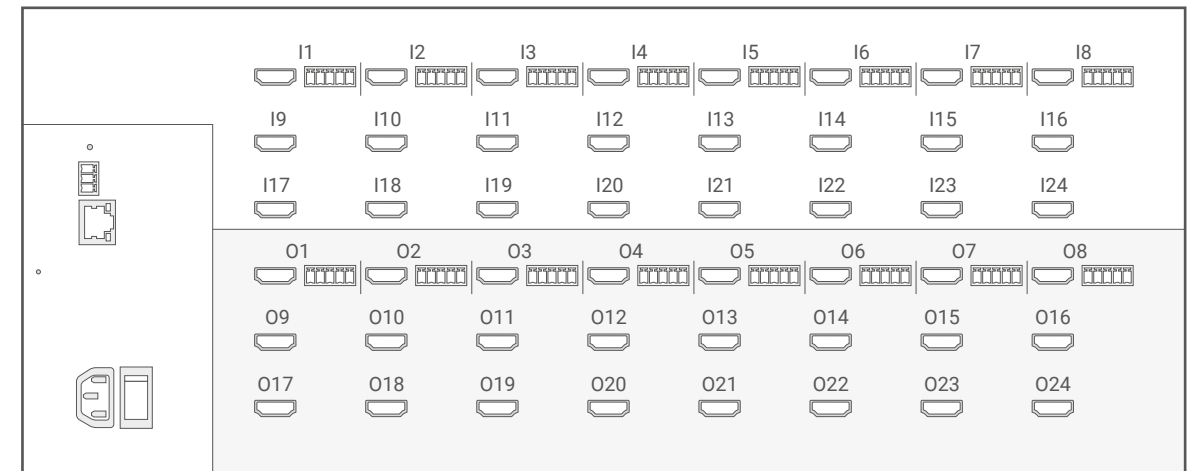 I1 I2 I3 I4 I5 I6 I7 I8
I9 I10 I11 I12 I13 I14 I15 I16
I17 I18 I19 I20 I21 I22 I23 I24
O1 O2 O3 O4 O5 O6 O7 O8
O9 O10 O11 O12 O13 O14 O15 O16
O17 O18 O19 O20 O21 O22 O23 O24